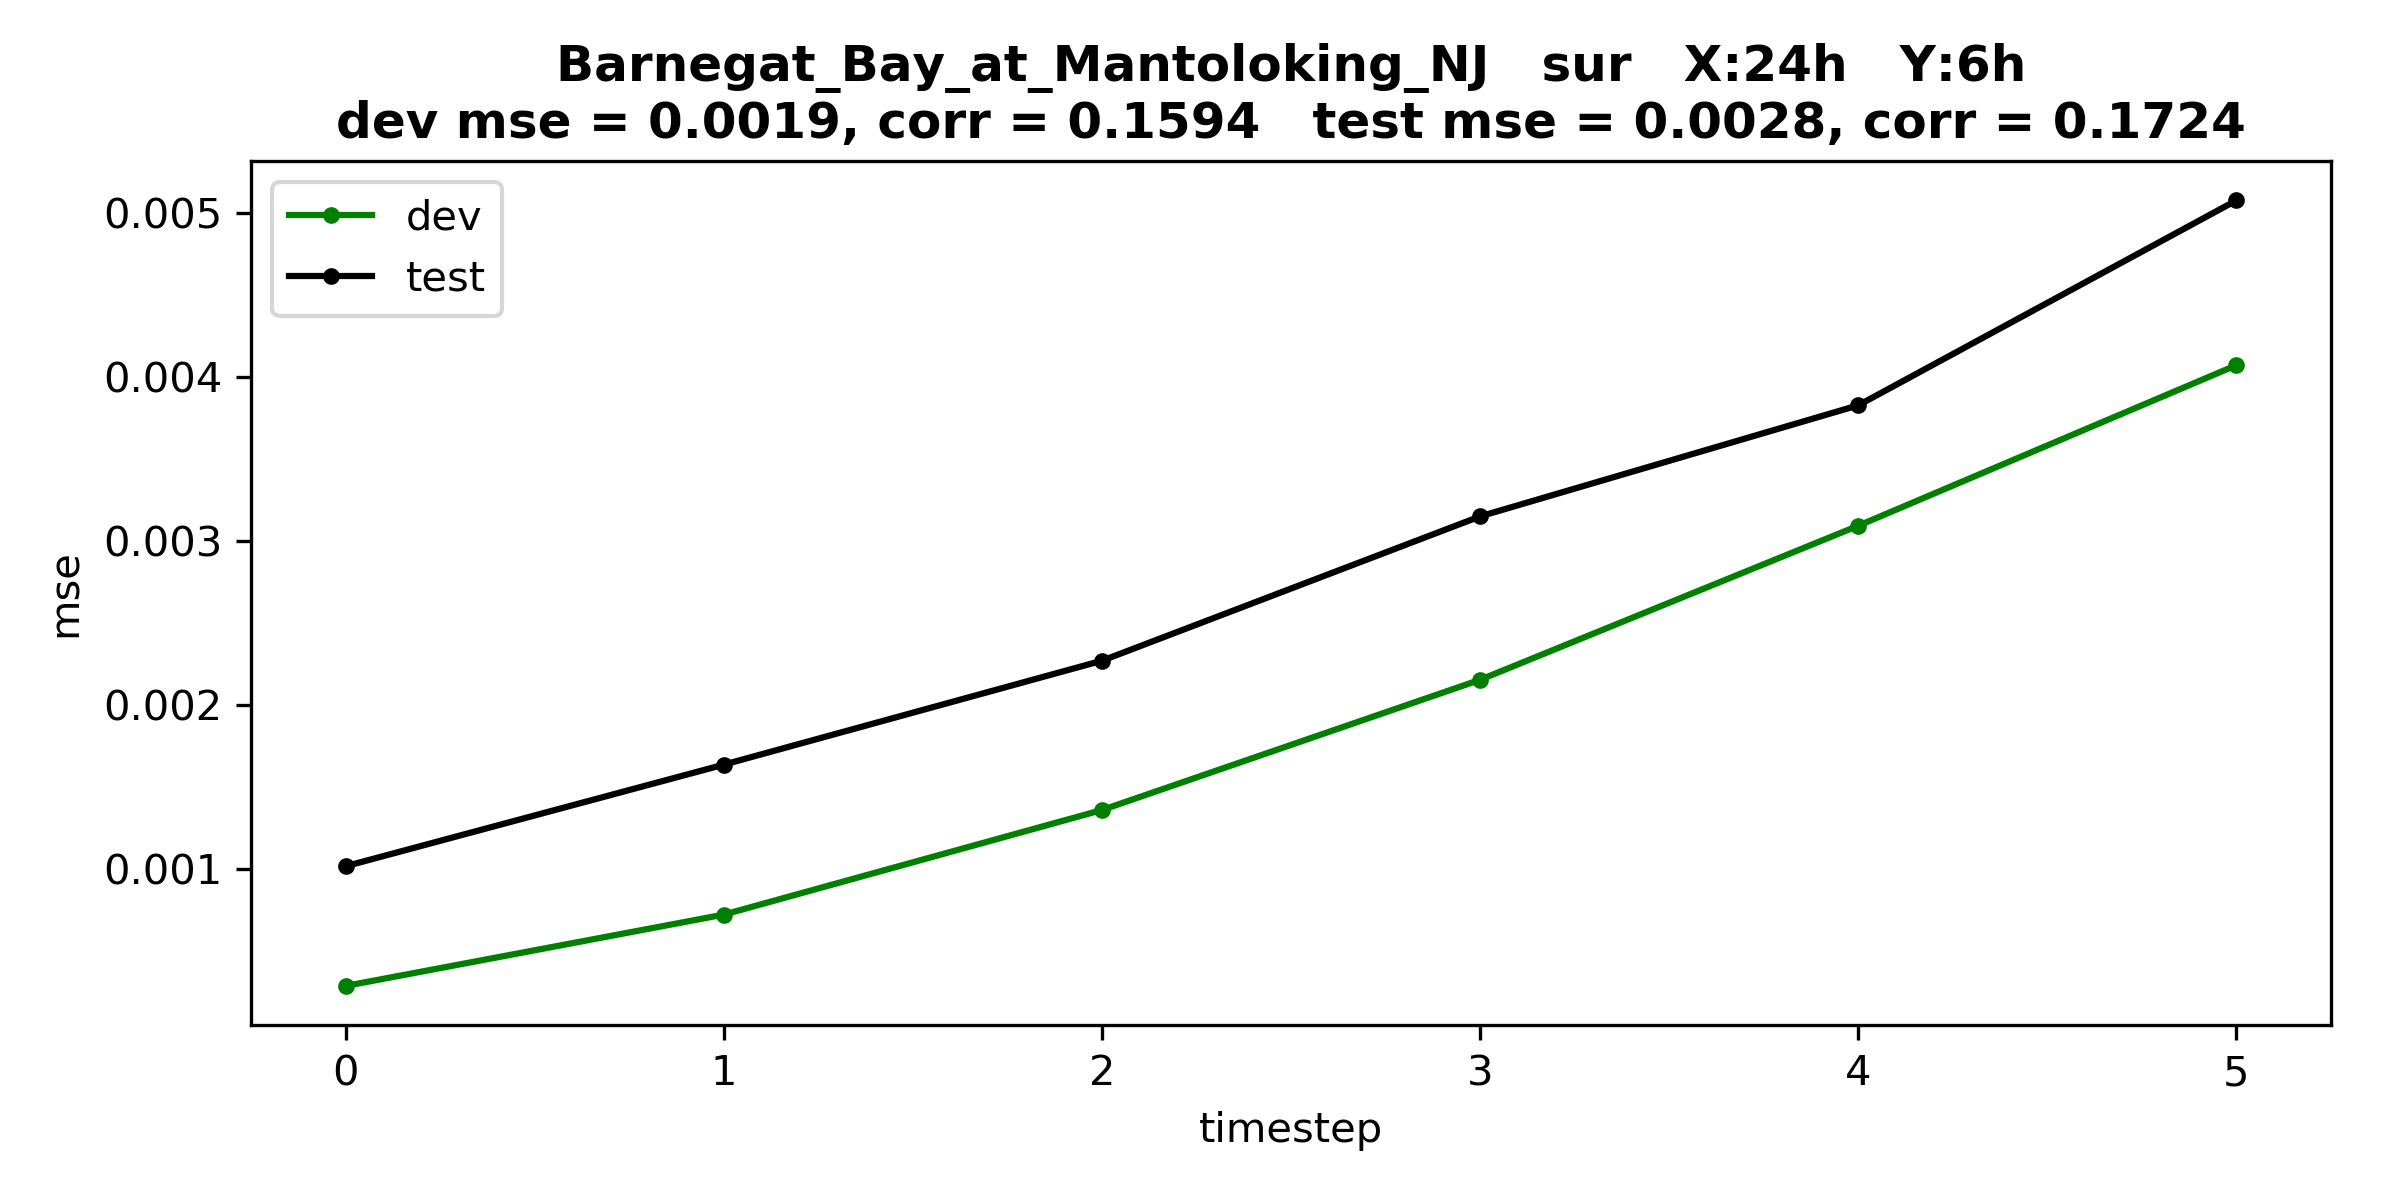 Barnegat_Bay_at_Mantoloking_NJ   sur   X:24h   Y:6h
dev mse = 0.0019, corr = 0.1594   test mse = 0.0028, corr = 0.1724
dev
test
0.005
0.004
0.003
0.002
0.001
mse
0 1 2 3 4 5
timestep